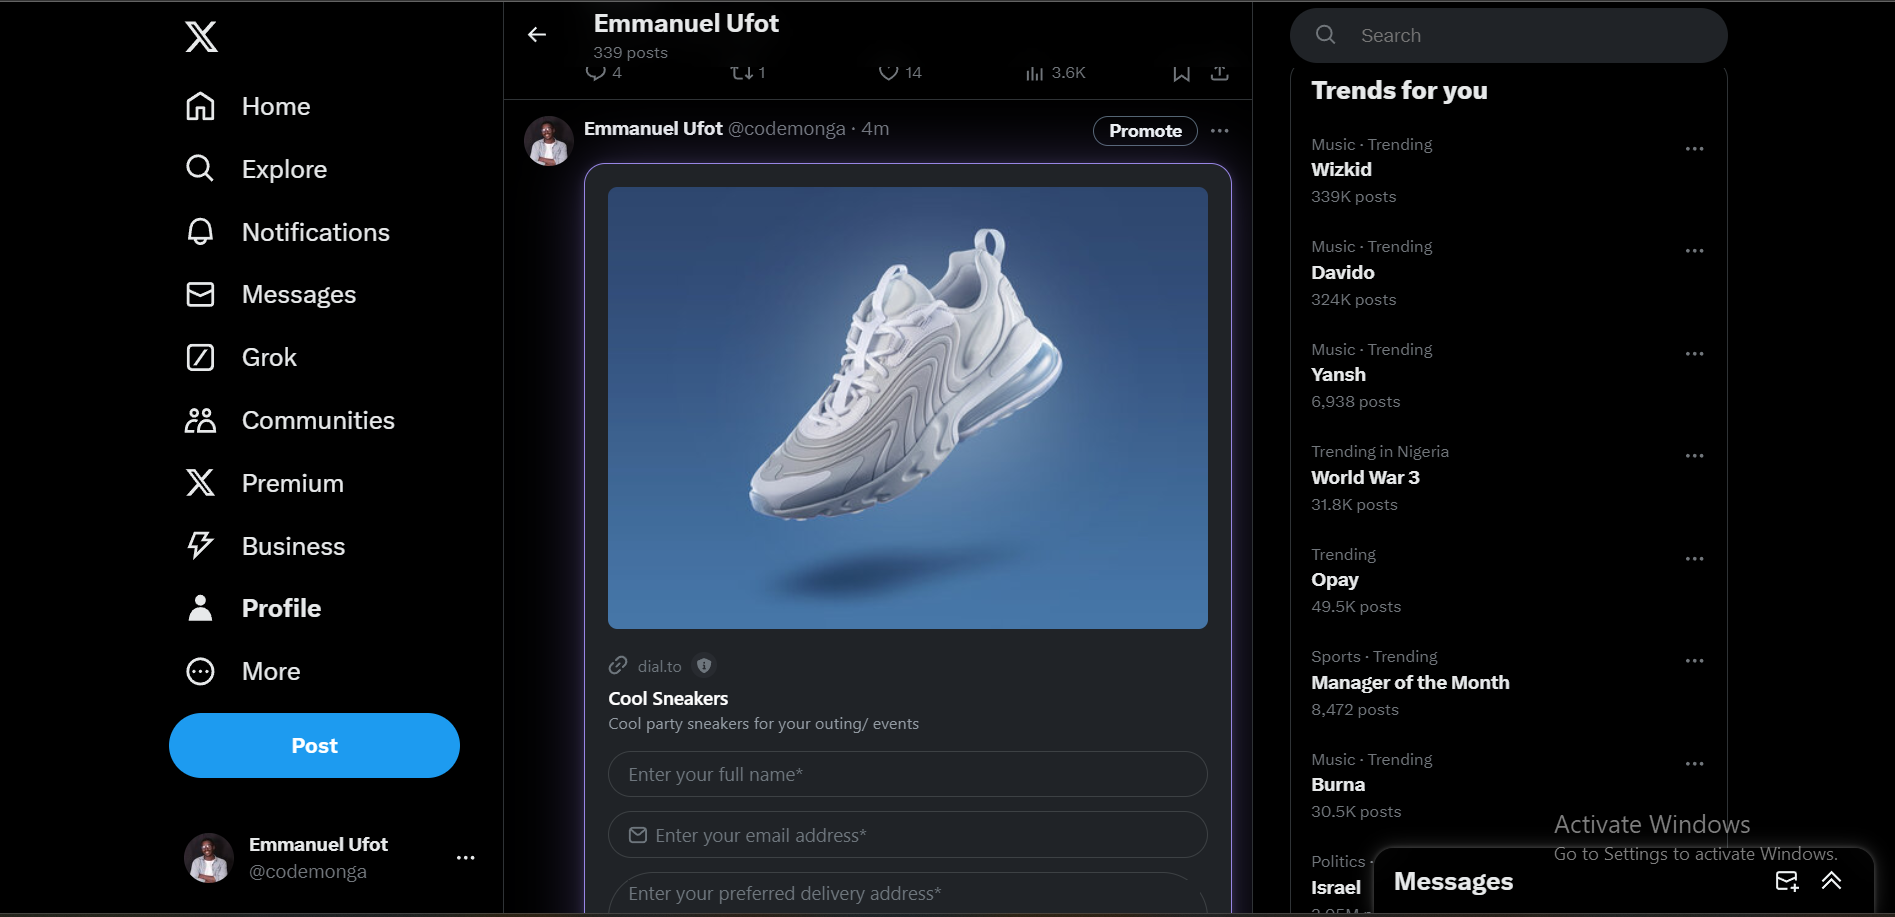 Home
Explore
Notifications
Messages
Grok
Communities
Premium
Business
Profile
More
Post
Emmanuel Ufot
@codemonga
Emmanuel Ufot
339 posts
4
1
14
3.6K
Emmanuel Ufot @codemonga · 4m
Promote
dial.to
Cool Sneakers
Cool party sneakers for your outing/ events
Enter your full name*
Enter your email address*
Enter your preferred delivery address*
Search
Trends for you
Music · Trending
Wizkid
339K posts
Music · Trending
Davido
324K posts
Music · Trending
Yansh
6,938 posts
Trending in Nigeria
World War 3
31.8K posts
Trending
Opay
49.5K posts
Sports · Trending
Manager of the Month
8,472 posts
Music · Trending
Burna
30.5K posts
Politics ·
Israel
Activate Windows
Go to Settings to activate Windows.
Messages